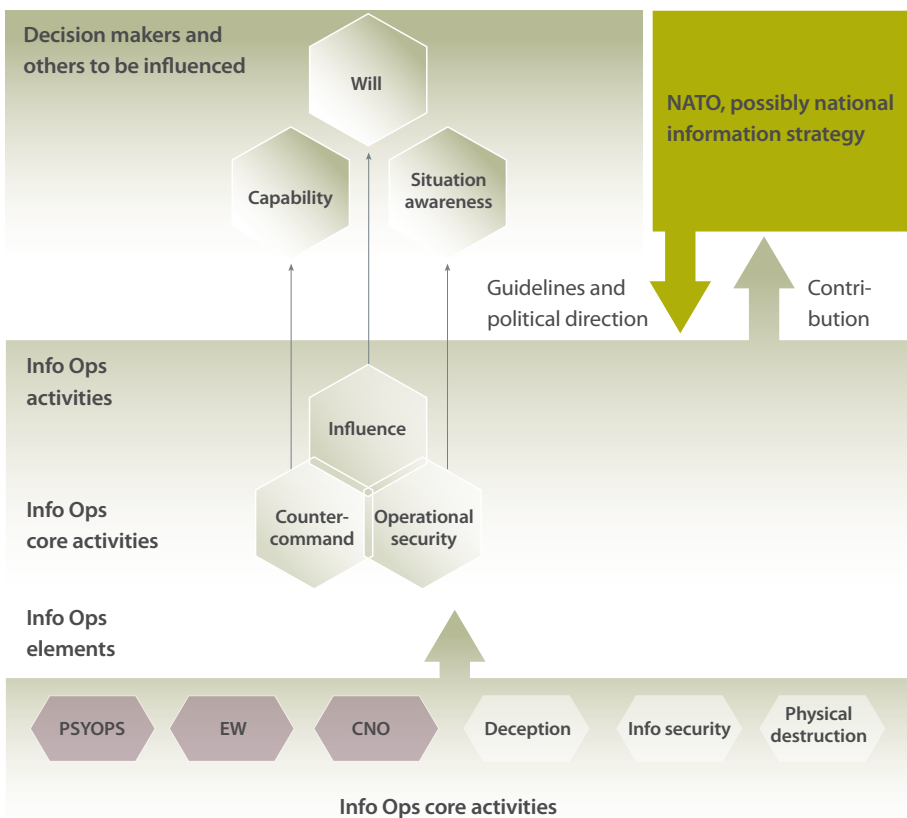 Decision makers and
others to be influenced
Will
Capability
Situation
awareness
NATO, possibly national
information strategy
Guidelines and
political direction
Contri-
bution
Info Ops
activities
Influence
Info Ops
core activities
Counter-
command
Operational
security
Info Ops
elements
PSYOPS
EW
CNO
Deception
Info security
Physical
destruction
Info Ops core activities